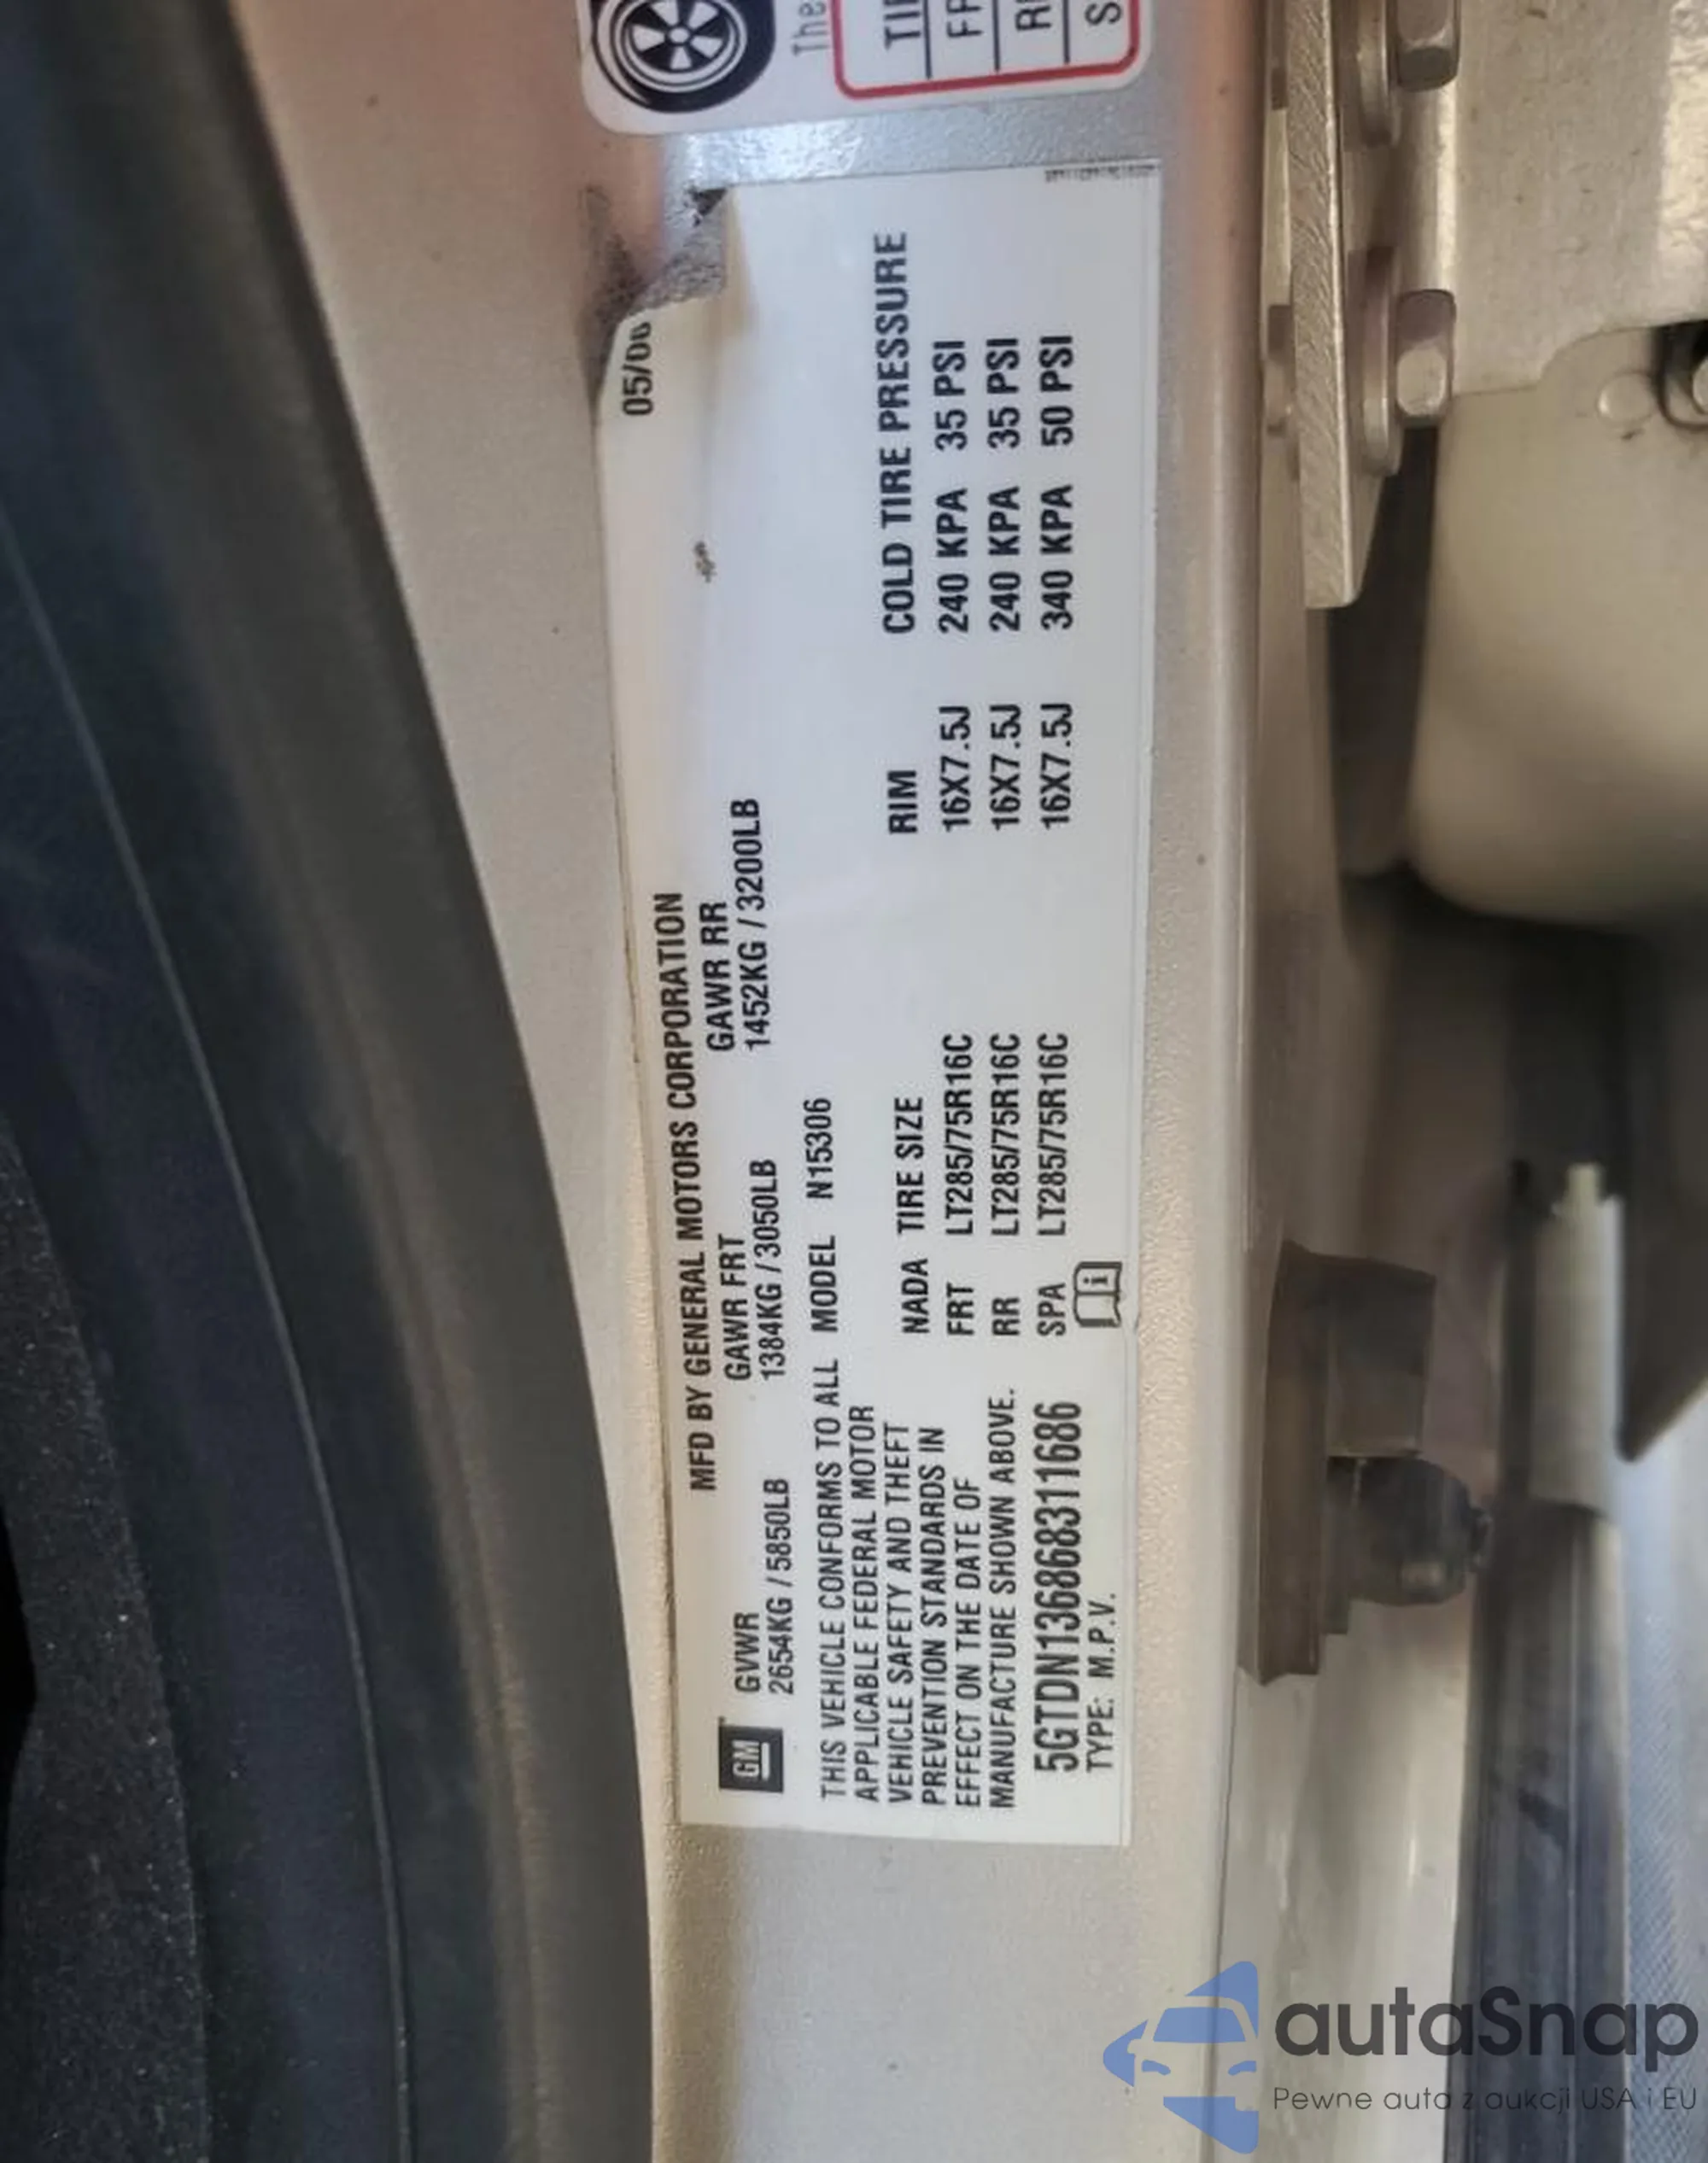 The
TI
FR
R
S
05/06
MFD BY GENERAL MOTORS CORPORATION
GVWR GAWR FRT GAWR RR
2654KG / 5850LB 1384KG / 3050LB 1452KG / 3200LB
GM
THIS VEHICLE CONFORMS TO ALL
APPLICABLE FEDERAL MOTOR
VEHICLE SAFETY AND THEFT
PREVENTION STANDARDS IN
EFFECT ON THE DATE OF
MANUFACTURE SHOWN ABOVE.
5GTDN136868311686
TYPE: M.P.V.
MODEL N15306
NADA TIRE SIZE RIM COLD TIRE PRESSURE
FRT LT285/75R16C 16X7.5J 240 KPA 35 PSI
RR LT285/75R16C 16X7.5J 240 KPA 35 PSI
SPA LT285/75R16C 16X7.5J 340 KPA 50 PSI
autaSnap
Pewne auta z aukcji USA i EU